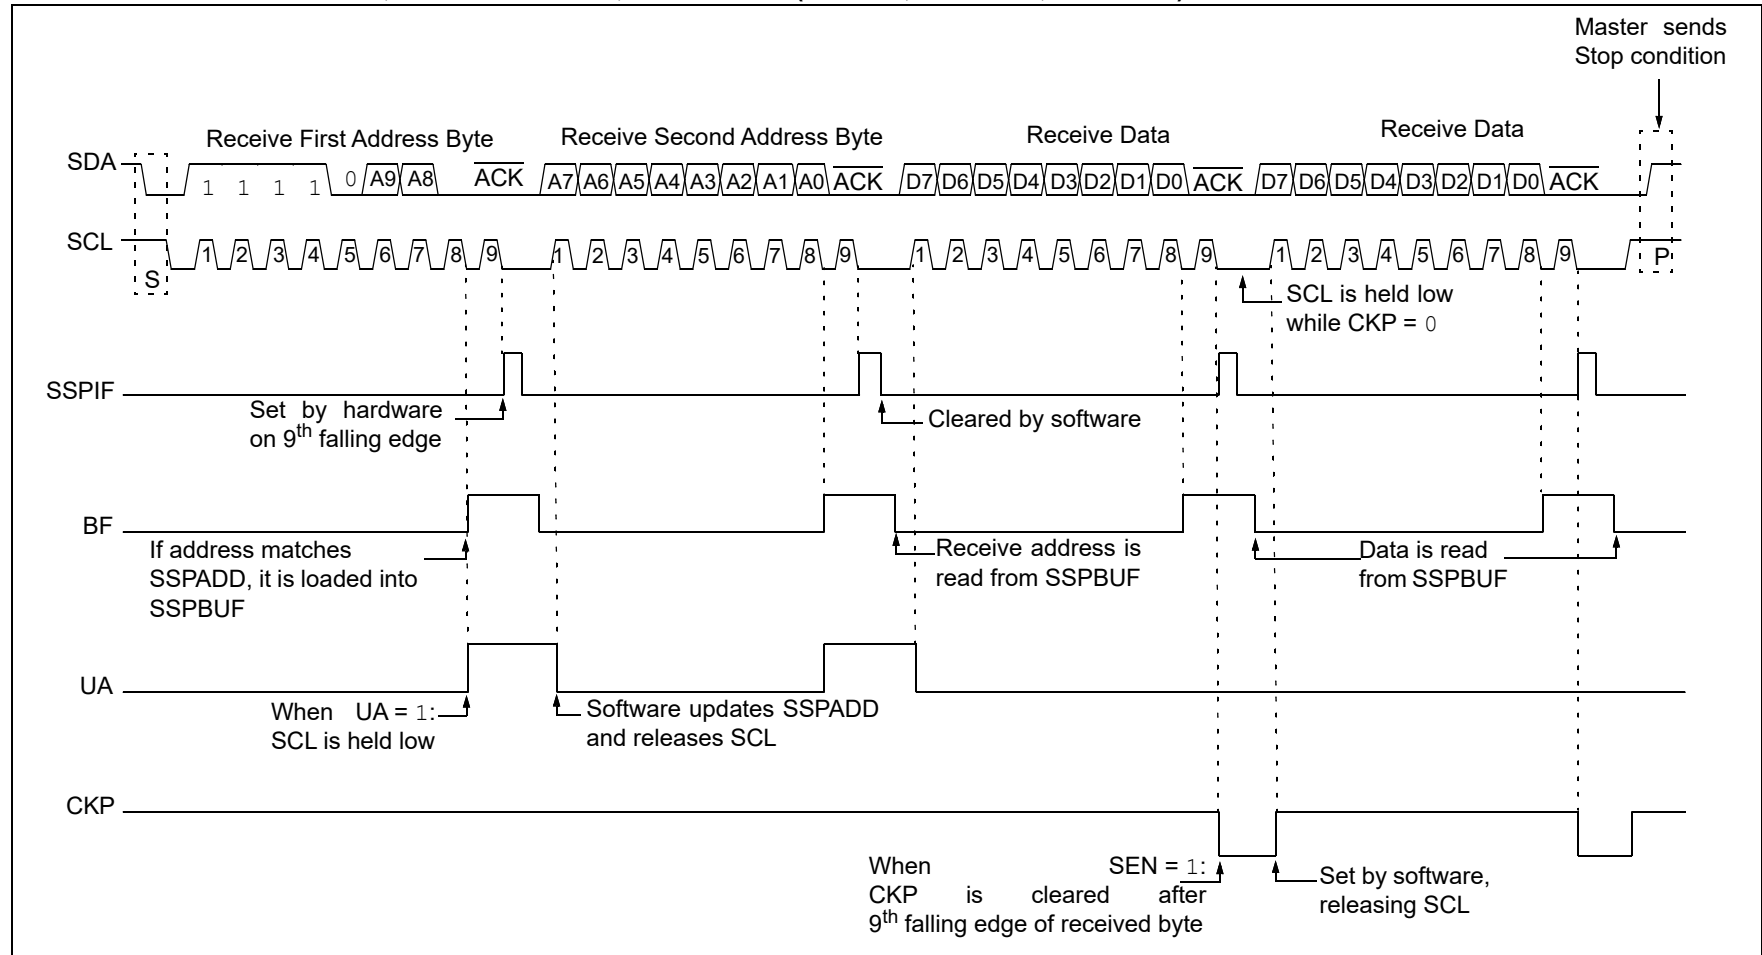 Master sends
Stop condition
Receive First Address Byte
Receive Second Address Byte
Receive Data
Receive Data
SDA
1 1 1 1 0 A9 A8 ACK A7 A6 A5 A4 A3 A2 A1 A0 ACK D7 D6 D5 D4 D3 D2 D1 D0 ACK D7 D6 D5 D4 D3 D2 D1 D0 ACK
SCL
S 1 2 3 4 5 6 7 8 9 1 2 3 4 5 6 7 8 9 1 2 3 4 5 6 7 8 9 1 2 3 4 5 6 7 8 9 P
SCL is held low
while CKP = 0
SSPIF
Set by hardware
on 9th falling edge
Cleared by software
BF
If address matches
SSPADD, it is loaded into
SSPBUF
Receive address is
read from SSPBUF
Data is read
from SSPBUF
UA
When UA = 1:
SCL is held low
Software updates SSPADD
and releases SCL
CKP
When SEN = 1:
CKP is cleared after
9th falling edge of received byte
Set by software,
releasing SCL